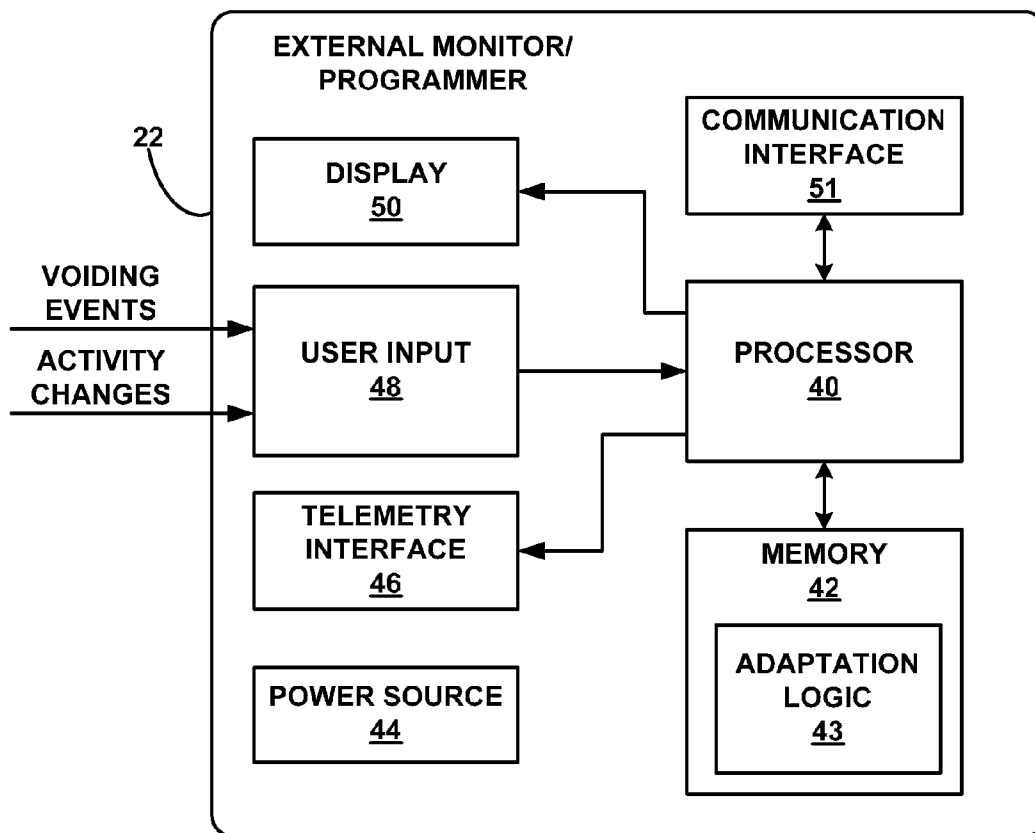 EXTERNAL MONITOR/
PROGRAMMER
22
DISPLAY
50
COMMUNICATION
INTERFACE
51
VOIDING
EVENTS
ACTIVITY
CHANGES
USER INPUT
48
PROCESSOR
40
TELEMETRY
INTERFACE
46
MEMORY
42
ADAPTATION
LOGIC
43
POWER SOURCE
44